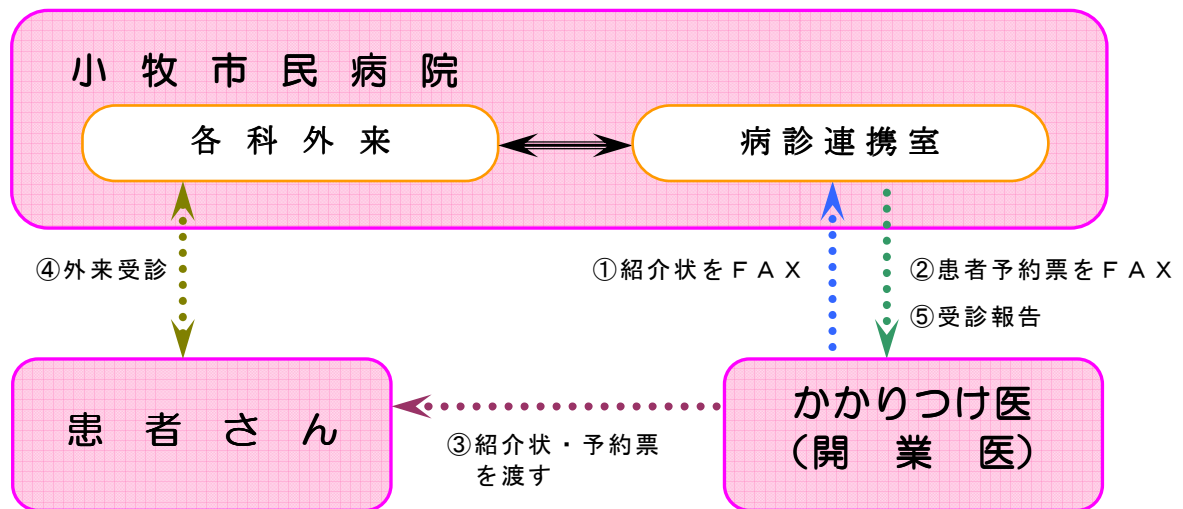 小牧市民病院
各科外来
病診連携室
④外来受診
①紹介状をＦＡＸ
②患者予約票をＦＡＸ
⑤受診報告
患者さん
③紹介状・予約票
を渡す
かかりつけ医
（開業医）